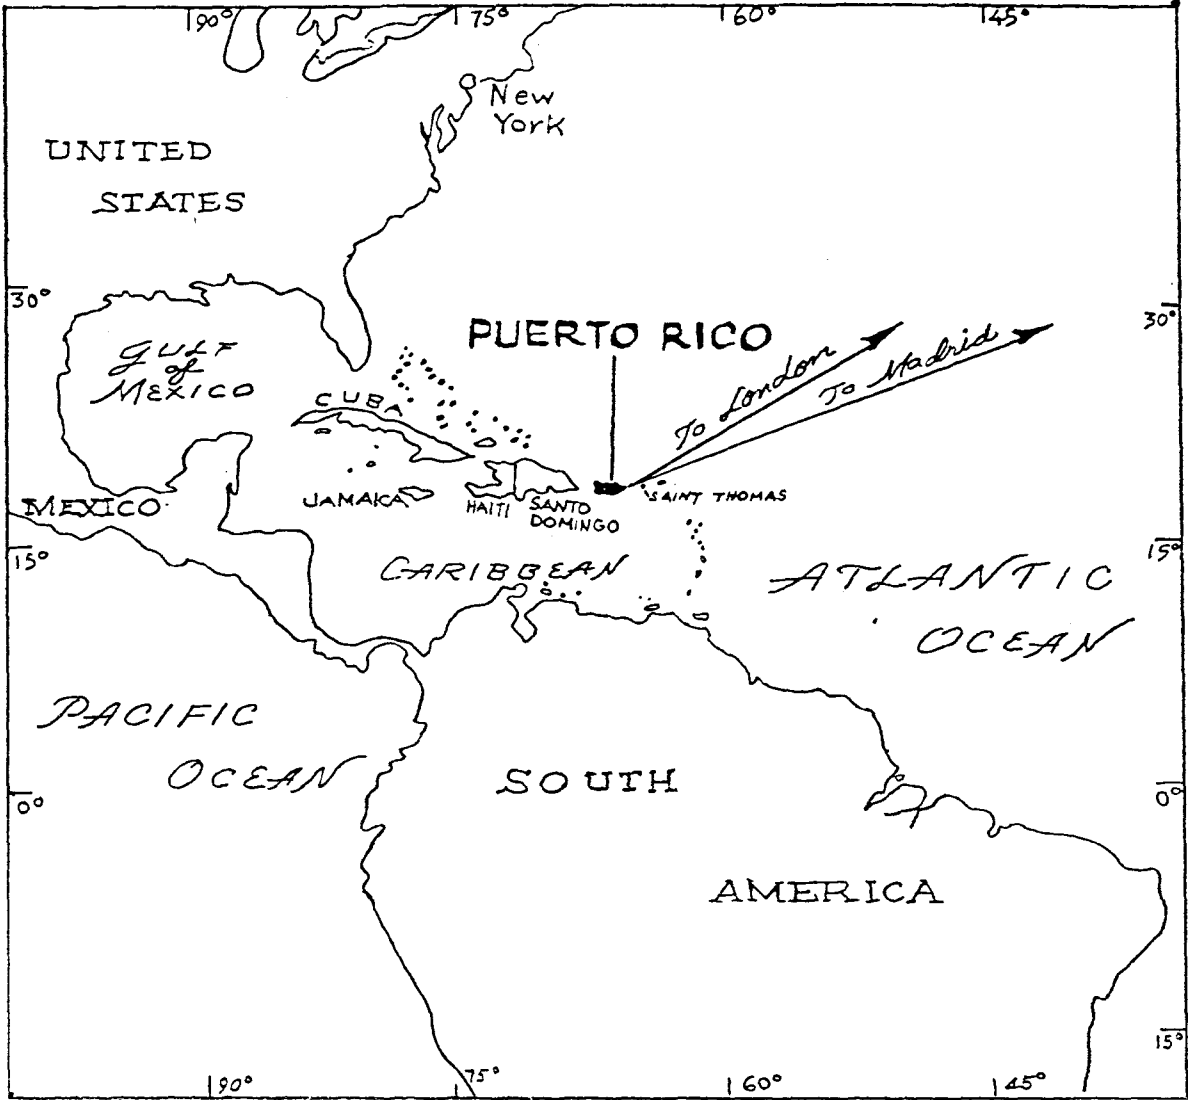 90° 75° 60° 45°
New
York
UNITED
STATES
30° 30°
PUERTO RICO
To London
To Madrid
GULF
of
MEXICO
CUBA
JAMAICA
HAITI
SANTO
DOMINGO
SAINT THOMAS
MEXICO
15° 15°
CARIBBEAN
ATLANTIC
OCEAN
PACIFIC
OCEAN
0° 0°
SOUTH
AMERICA
15°
90° 75° 60° 45°